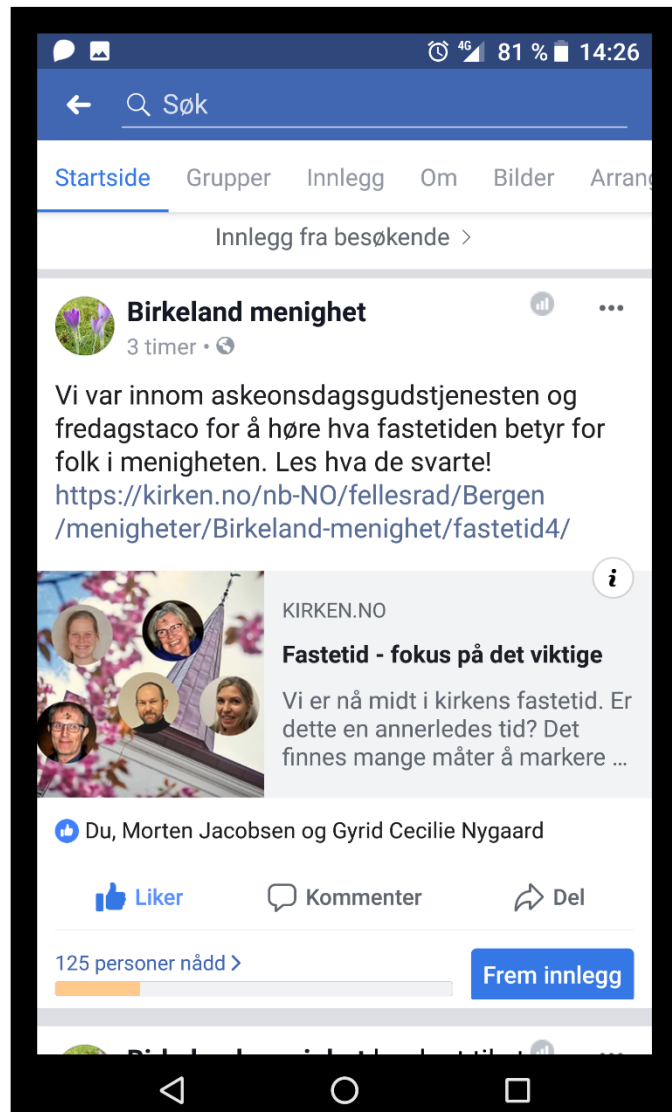 4G 81 % 14:26
Søk
Startside Grupper Innlegg Om Bilder Arrang
Innlegg fra besøkende >
Birkeland menighet
3 timer •
Vi var innom askeonsdagsgudstjenesten og
fredagstaco for å høre hva fastetiden betyr for
folk i menigheten. Les hva de svarte!
https://kirken.no/nb-NO/fellesrad/Bergen
/menigheter/Birkeland-menighet/fastetid4/
i
KIRKEN.NO
Fastetid - fokus på det viktige
Vi er nå midt i kirkens fastetid. Er
dette en annerledes tid? Det
finnes mange måter å markere ...
Du, Morten Jacobsen og Gyrid Cecilie Nygaard
Liker Kommenter Del
125 personer nådd >
Frem innlegg